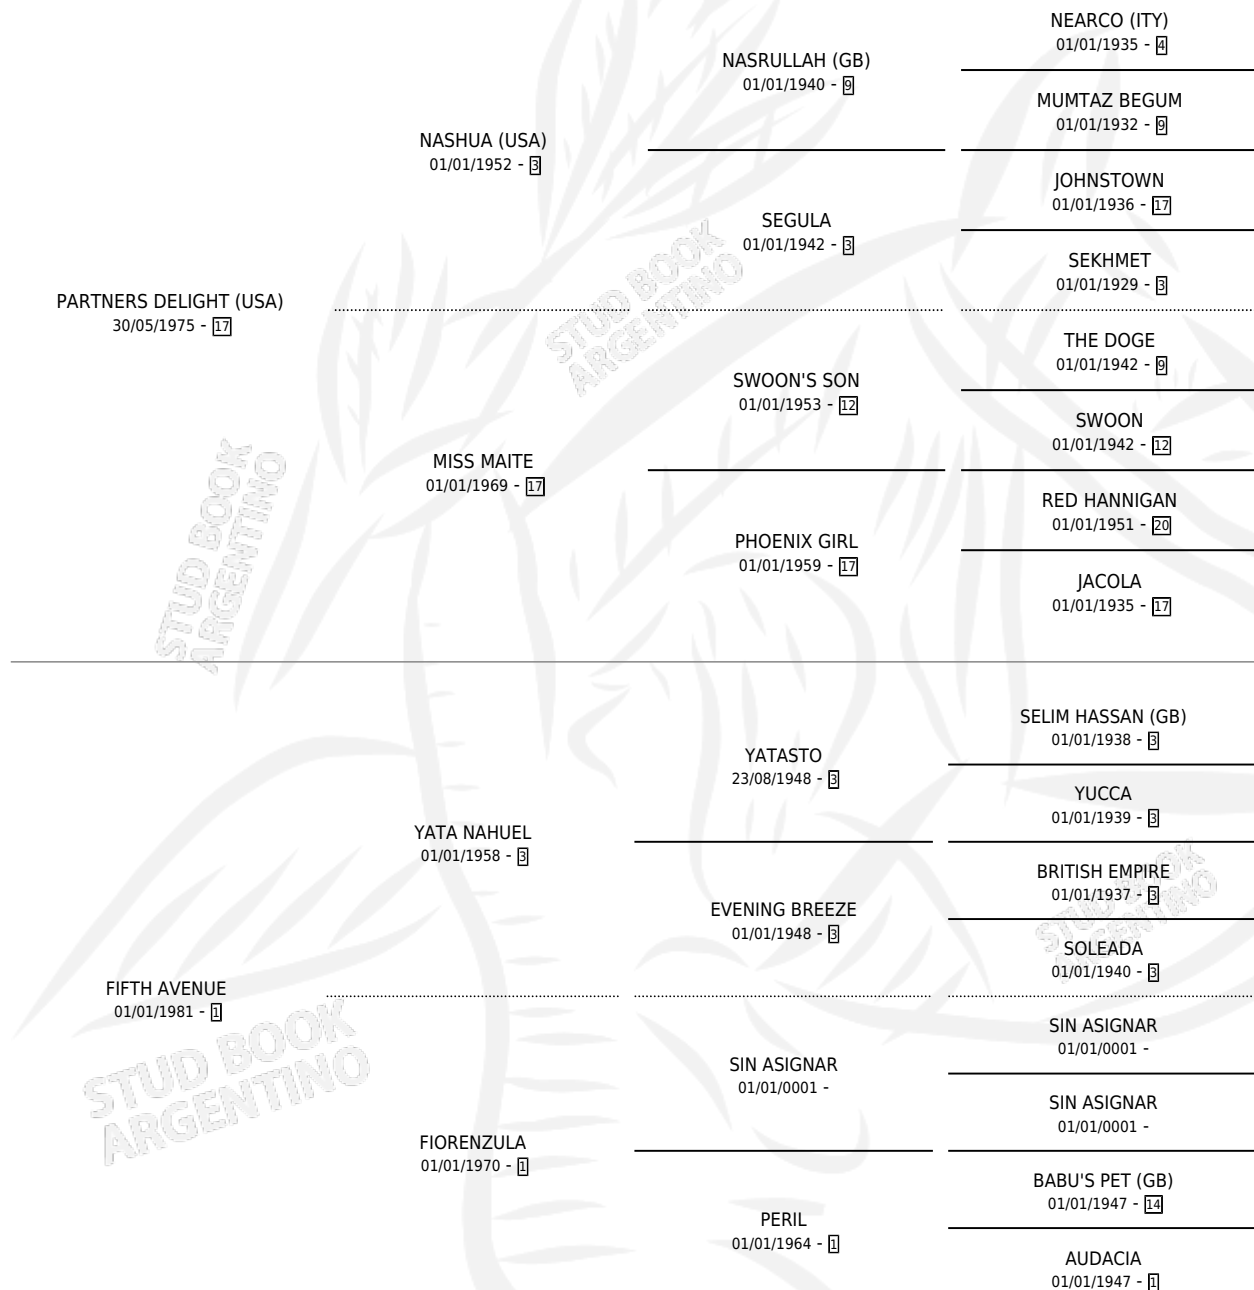 NEARCO (ITY)
01/01/1935 - 4
NASRULLAH (GB)
01/01/1940 - 9
MUMTAZ BEGUM
01/01/1932 - 9
NASHUA (USA)
01/01/1952 - 3
JOHNSTOWN
01/01/1936 - 17
SEGULA
01/01/1942 - 3
SEKHMET
01/01/1929 - 3
PARTNERS DELIGHT (USA)
30/05/1975 - 17
THE DOGE
01/01/1942 - 9
SWOON'S SON
01/01/1953 - 12
SWOON
01/01/1942 - 12
MISS MAITE
01/01/1969 - 17
RED HANNIGAN
01/01/1951 - 20
PHOENIX GIRL
01/01/1959 - 17
JACOLA
01/01/1935 - 17
SELIM HASSAN (GB)
01/01/1938 - 3
YATASTO
23/08/1948 - 3
YUCCA
01/01/1939 - 3
YATA NAHUEL
01/01/1958 - 3
BRITISH EMPIRE
01/01/1937 - 3
EVENING BREEZE
01/01/1948 - 3
SOLEADA
01/01/1940 - 3
FIFTH AVENUE
01/01/1981 - 1
SIN ASIGNAR
01/01/0001 -
SIN ASIGNAR
01/01/0001 -
SIN ASIGNAR
01/01/0001 -
FIORENZULA
01/01/1970 - 1
BABU'S PET (GB)
01/01/1947 - 14
PERIL
01/01/1964 - 1
AUDACIA
01/01/1947 - 1
STUD BOOK
ARGENTINO
STUD BOOK
ARGENTINO
STUD BOOK
ARGENTINO
STUD BOOK
ARGENTINO